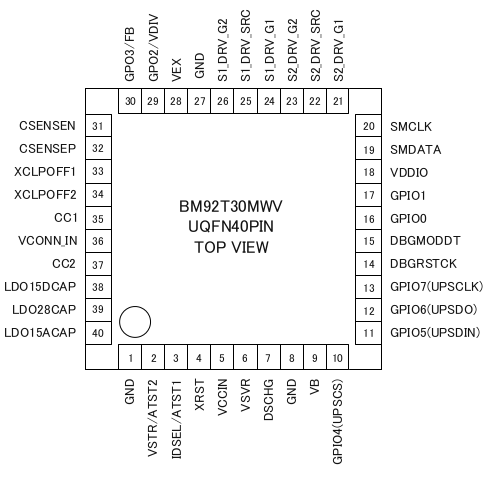 GPO3/FB
GPO2/VDIV
VEX
GND
S1_DRV_G2
S1_DRV_SRC
S1_DRV_G1
S2_DRV_G2
S2_DRV_SRC
S2_DRV_G1
30 29 28 27 26 25 24 23 22 21
CSENSEN 31
CSENSEP 32
XCLPOFF1 33
XCLPOFF2 34
CC1 35
VCONN_IN 36
CC2 37
LDO15DCAP 38
LDO28CAP 39
LDO15ACAP 40
BM92T30MWV
UQFN40PIN
TOP VIEW
20 SMCLK
19 SMDATA
18 VDDIO
17 GPIO1
16 GPIO0
15 DBGMODDT
14 DBGRSTCK
13 GPIO7(UPSCLK)
12 GPIO6(UPSDO)
11 GPIO5(UPSDIN)
1 2 3 4 5 6 7 8 9 10
GND
VSTR/ATST2
IDSEL/ATST1
XRST
VCCIN
VSVR
DSCHG
GND
VB
GPIO4(UPSCS)